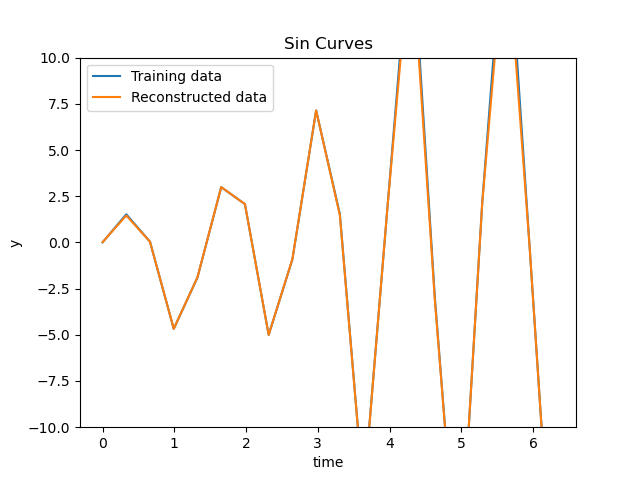 Sin Curves
Training data
Reconstructed data
10.0
7.5
5.0
2.5
0.0
−2.5
−5.0
−7.5
−10.0
y
0 1 2 3 4 5 6
time